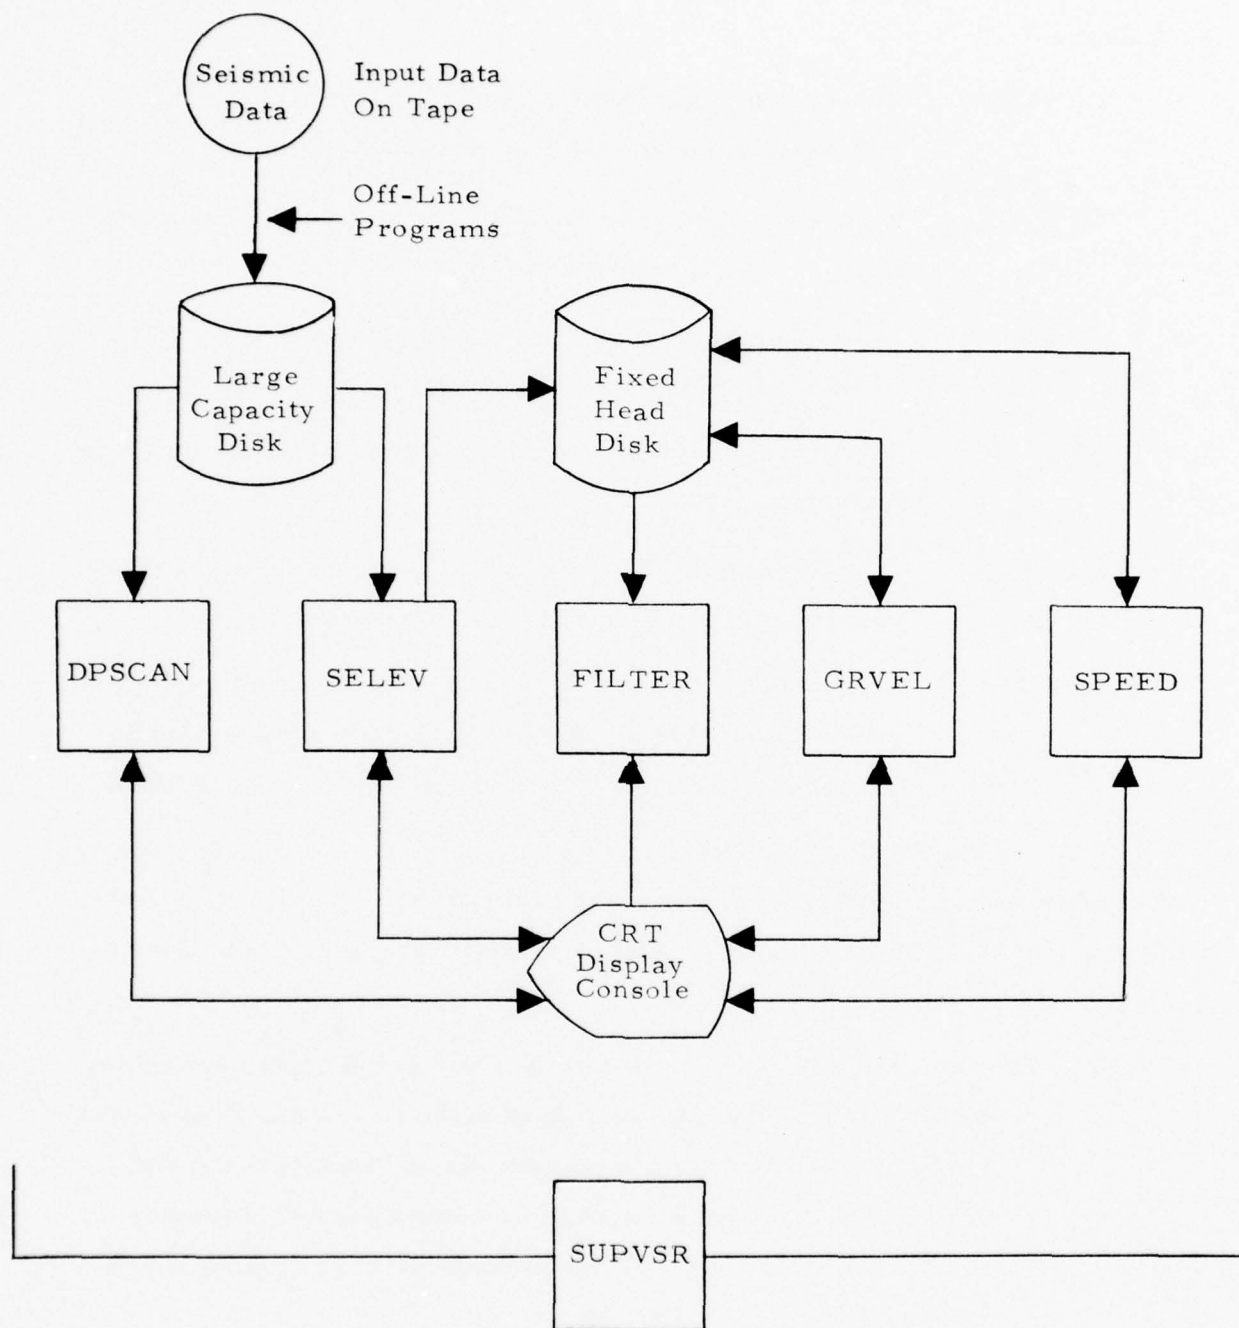 Seismic
Data
Input Data
On Tape
Off-Line
Programs
Large
Capacity
Disk
Fixed
Head
Disk
DPSCAN
SELEV
FILTER
GRVEL
SPEED
CRT
Display
Console
SUPVSR